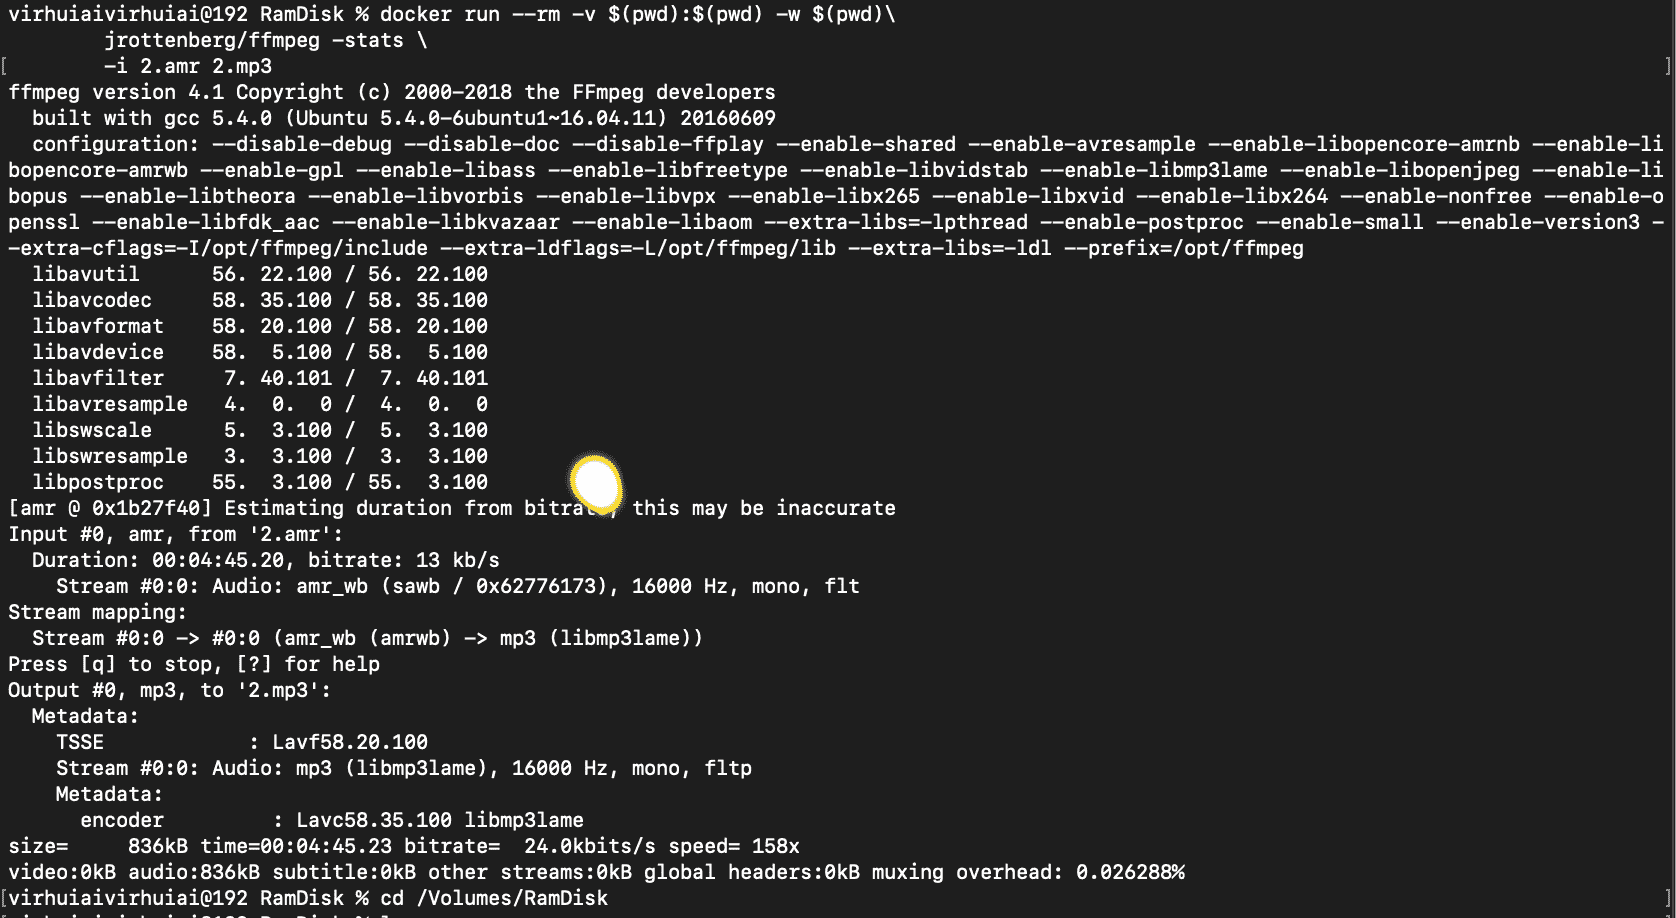 virhuiaivirhuiai@192 RamDisk % docker run --rm -v $(pwd):$(pwd) -w $(pwd)\
        jrottenberg/ffmpeg -stats \
[        -i 2.amr 2.mp3 ]
ffmpeg version 4.1 Copyright (c) 2000-2018 the FFmpeg developers
  built with gcc 5.4.0 (Ubuntu 5.4.0-6ubuntu1~16.04.11) 20160609
  configuration: --disable-debug --disable-doc --disable-ffplay --enable-shared --enable-avresample --enable-libopencore-amrnb --enable-li
bopencore-amrwb --enable-gpl --enable-libass --enable-libfreetype --enable-libvidstab --enable-libmp3lame --enable-libopenjpeg --enable-li
bopus --enable-libtheora --enable-libvorbis --enable-libvpx --enable-libx265 --enable-libxvid --enable-libx264 --enable-nonfree --enable-o
penssl --enable-libfdk_aac --enable-libkvazaar --enable-libaom --extra-libs=-lpthread --enable-postproc --enable-small --enable-version3 -
-extra-cflags=-I/opt/ffmpeg/include --extra-ldflags=-L/opt/ffmpeg/lib --extra-libs=-ldl --prefix=/opt/ffmpeg
  libavutil      56. 22.100 / 56. 22.100
  libavcodec     58. 35.100 / 58. 35.100
  libavformat    58. 20.100 / 58. 20.100
  libavdevice    58.  5.100 / 58.  5.100
  libavfilter     7. 40.101 /  7. 40.101
  libavresample   4.  0.  0 /  4.  0.  0
  libswscale      5.  3.100 /  5.  3.100
  libswresample   3.  3.100 /  3.  3.100
  libpostproc    55.  3.100 / 55.  3.100
[amr @ 0x1b27f40] Estimating duration from bitrate, this may be inaccurate
Input #0, amr, from '2.amr':
  Duration: 00:04:45.20, bitrate: 13 kb/s
    Stream #0:0: Audio: amr_wb (sawb / 0x62776173), 16000 Hz, mono, flt
Stream mapping:
  Stream #0:0 -> #0:0 (amr_wb (amrwb) -> mp3 (libmp3lame))
Press [q] to stop, [?] for help
Output #0, mp3, to '2.mp3':
  Metadata:
    TSSE            : Lavf58.20.100
    Stream #0:0: Audio: mp3 (libmp3lame), 16000 Hz, mono, fltp
    Metadata:
      encoder         : Lavc58.35.100 libmp3lame
size=     836kB time=00:04:45.23 bitrate=  24.0kbits/s speed= 158x
video:0kB audio:836kB subtitle:0kB other streams:0kB global headers:0kB muxing overhead: 0.026288%
[virhuiaivirhuiai@192 RamDisk % cd /Volumes/RamDisk ]